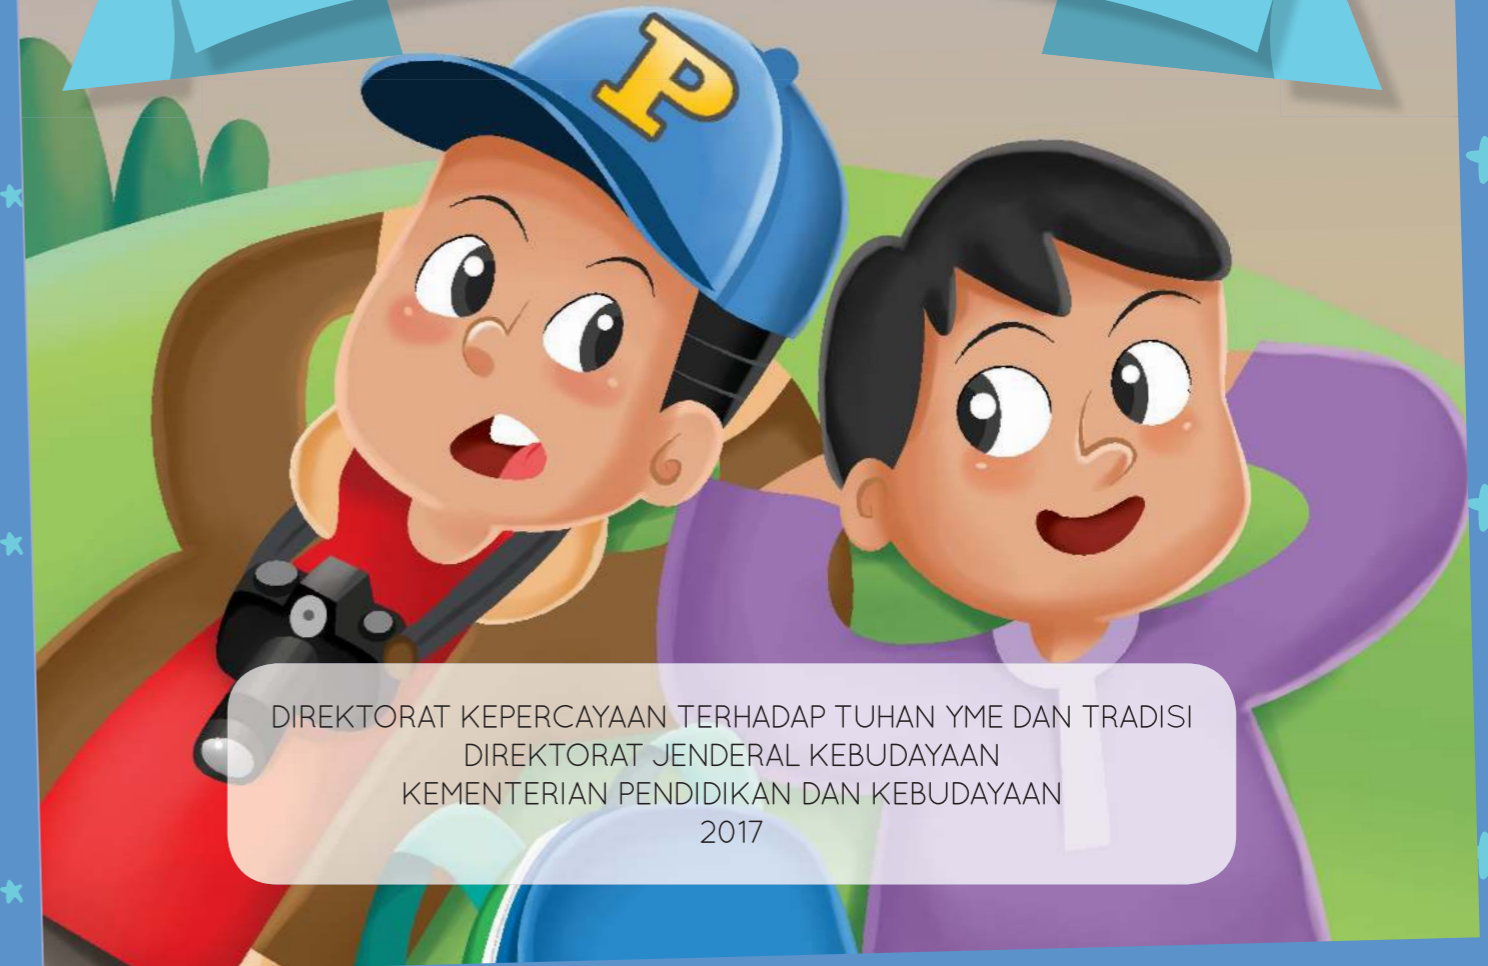 P
DIREKTORAT KEPERCAYAAN TERHADAP TUHAN YME DAN TRADISI
DIREKTORAT JENDERAL KEBUDAYAAN
KEMENTERIAN PENDIDIKAN DAN KEBUDAYAAN
2017